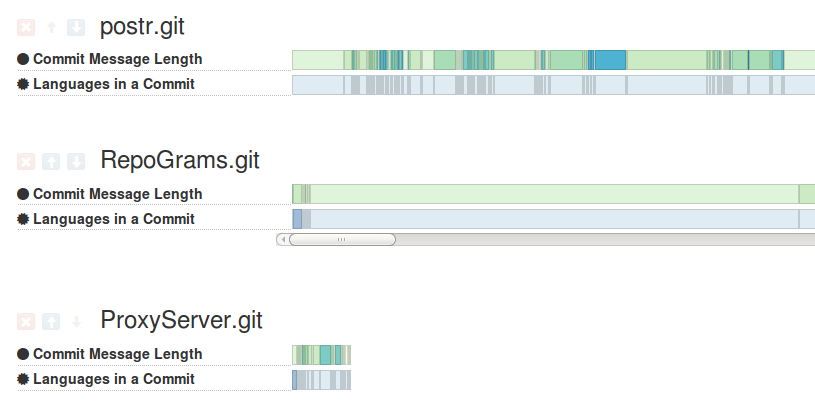 postr.git
Commit Message Length
Languages in a Commit
RepoGrams.git
Commit Message Length
Languages in a Commit
ProxyServer.git
Commit Message Length
Languages in a Commit